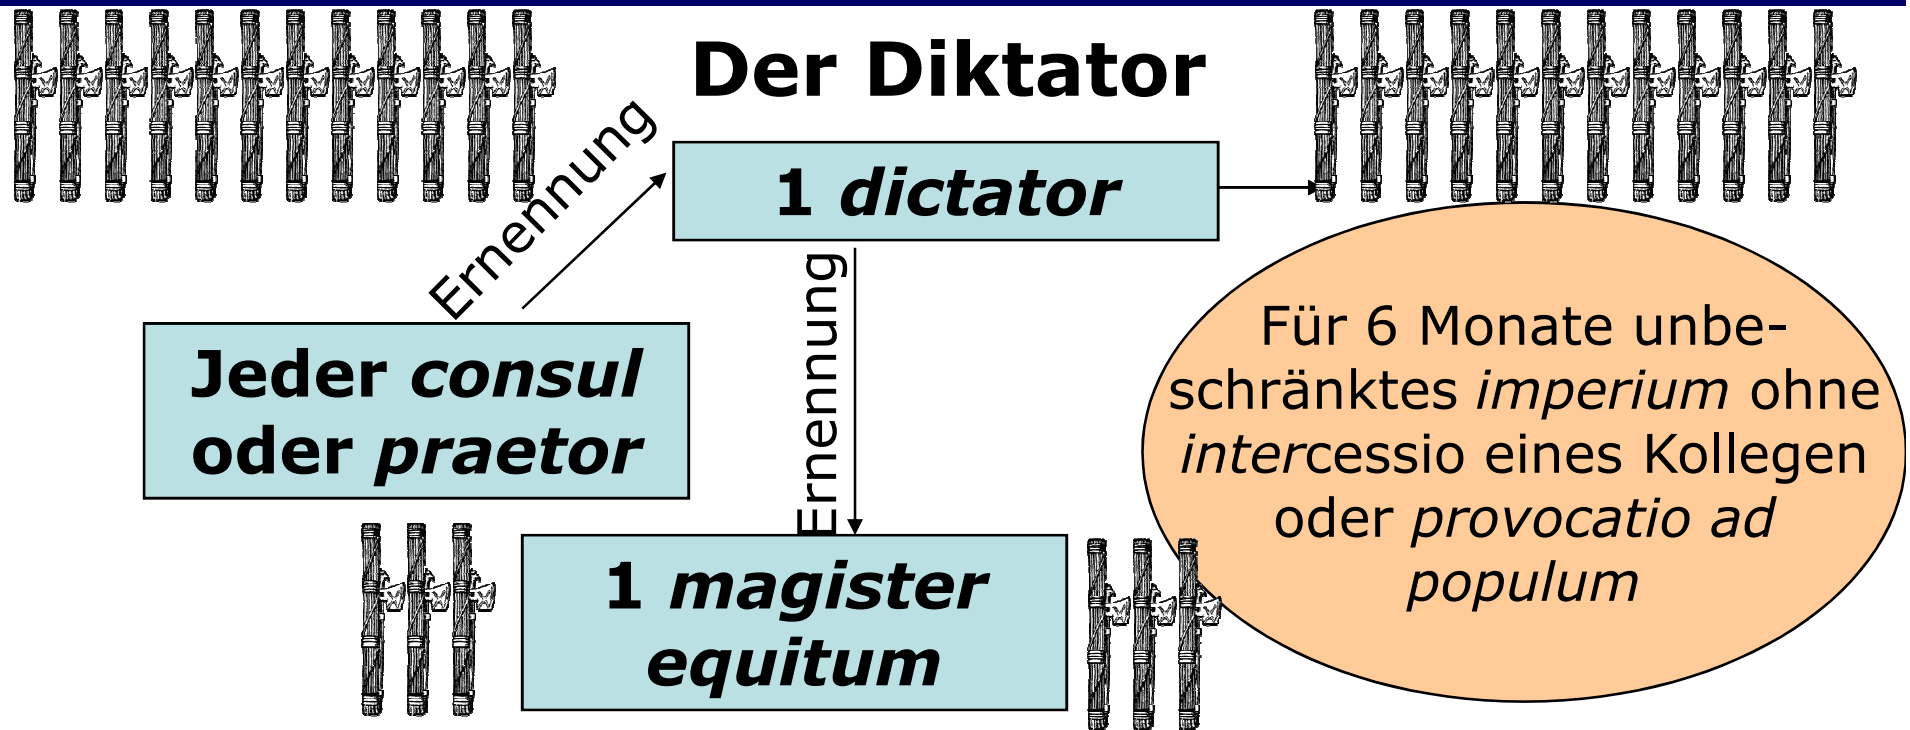 Der Diktator
Ernennung
1 dictator
Ernennung
Jeder consul
oder praetor
1 magister
equitum
Für 6 Monate unbe-
schränktes imperium ohne
intercessio eines Kollegen
oder provocatio ad
populum